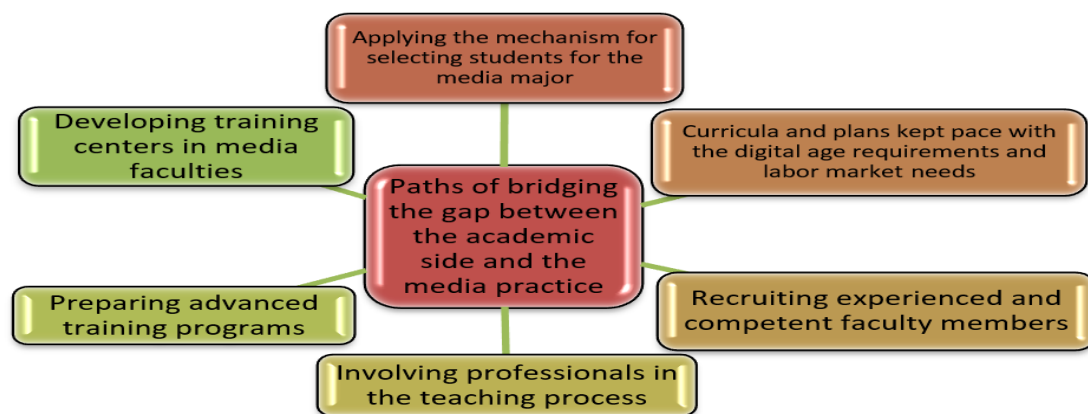 Applying the mechanism for
selecting students for the
media major
Developing training
centers in media
faculties
Curricula and plans kept pace with
the digital age requirements and
labor market needs
Paths of bridging
the gap between
the academic
side and the
media practice
Preparing advanced
training programs
Recruiting experienced and
competent faculty members
Involving professionals in
the teaching process